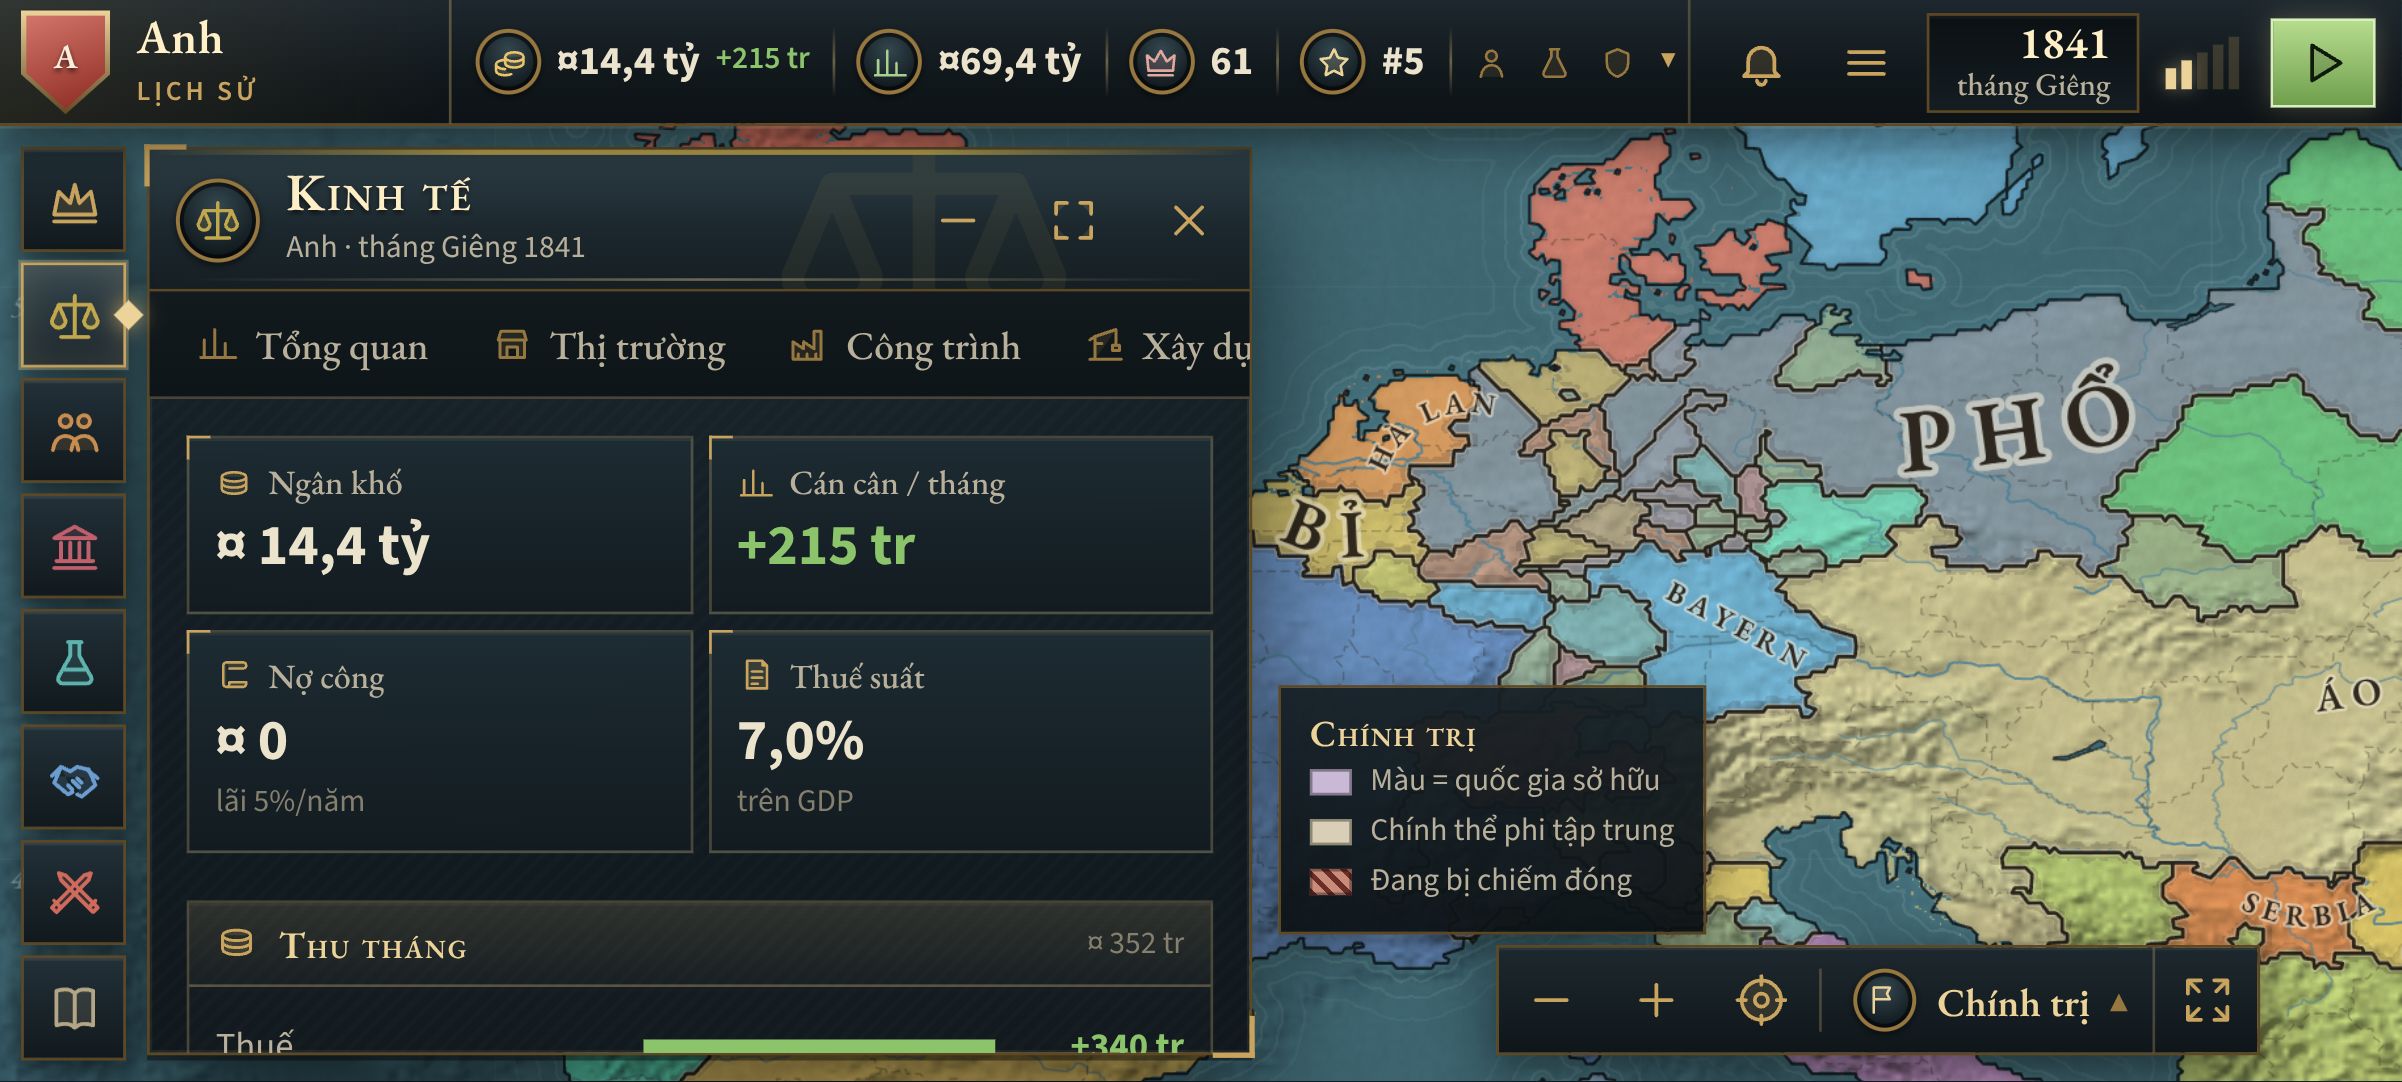 A
Anh
LỊCH SỬ
¤14,4 tỷ +215 tr
¤69,4 tỷ
61
#5
1841
tháng Giêng
Kinh tế
Anh · tháng Giêng 1841
Tổng quan
Thị trường
Công trình
Xây dự
Ngân khố
¤ 14,4 tỷ
Cán cân / tháng
+215 tr
Nợ công
¤ 0
lãi 5%/năm
Thuế suất
7,0%
trên GDP
Thu tháng
¤ 352 tr
Thuế
+340 tr
HÀ LAN
BỈ
PHỔ
BAYERN
ÁO
SERBIA
Chính trị
Màu = quốc gia sở hữu
Chính thể phi tập trung
Đang bị chiếm đóng
Chính trị